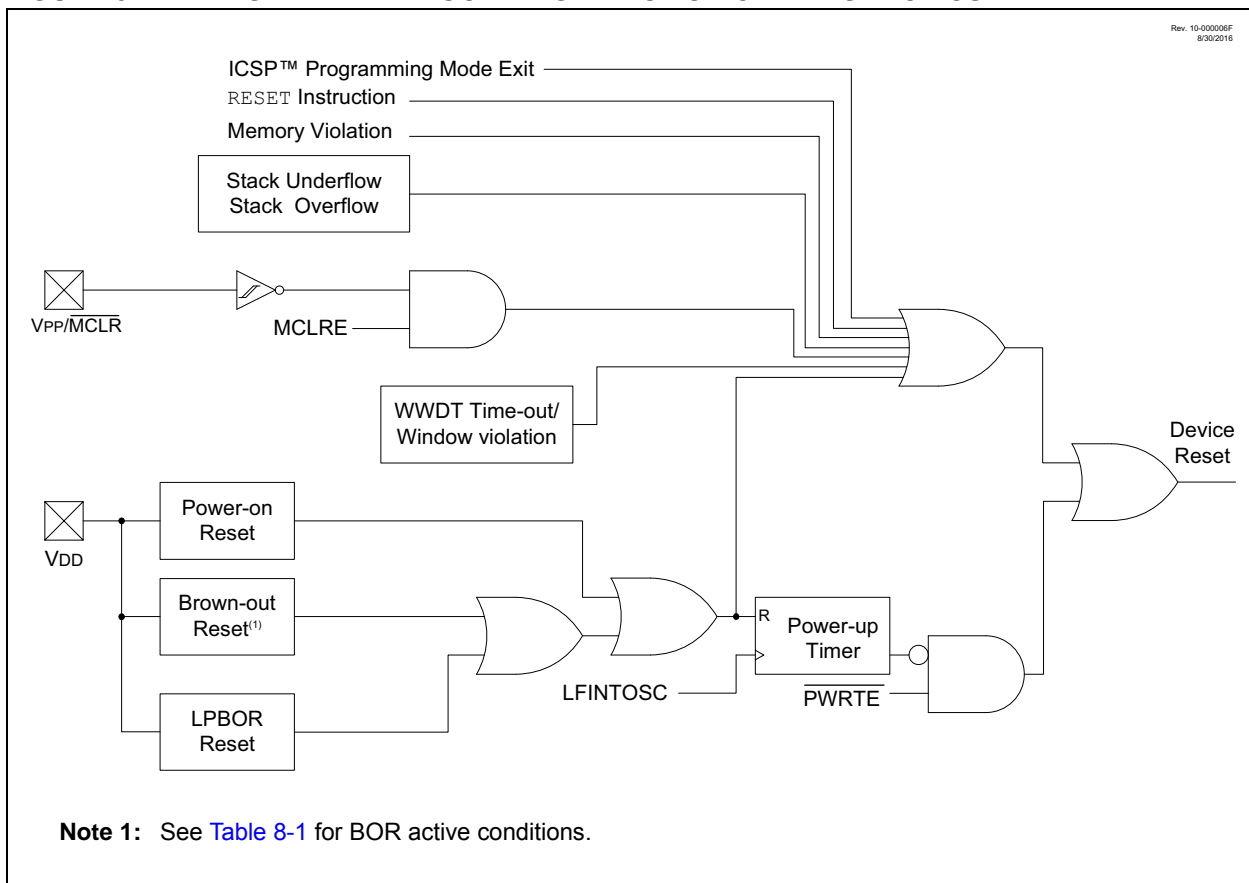 Rev. 10-000006F
8/30/2016
ICSP™ Programming Mode Exit
RESET Instruction
Memory Violation
Stack Underflow
Stack Overflow
VPP/MCLR
MCLRE
WWDT Time-out/
Window violation
Device
Reset
Power-on
Reset
VDD
Brown-out
Reset(1)
R
Power-up
Timer
LFINTOSC
PWRTE
LPBOR
Reset
Note 1: See Table 8-1 for BOR active conditions.